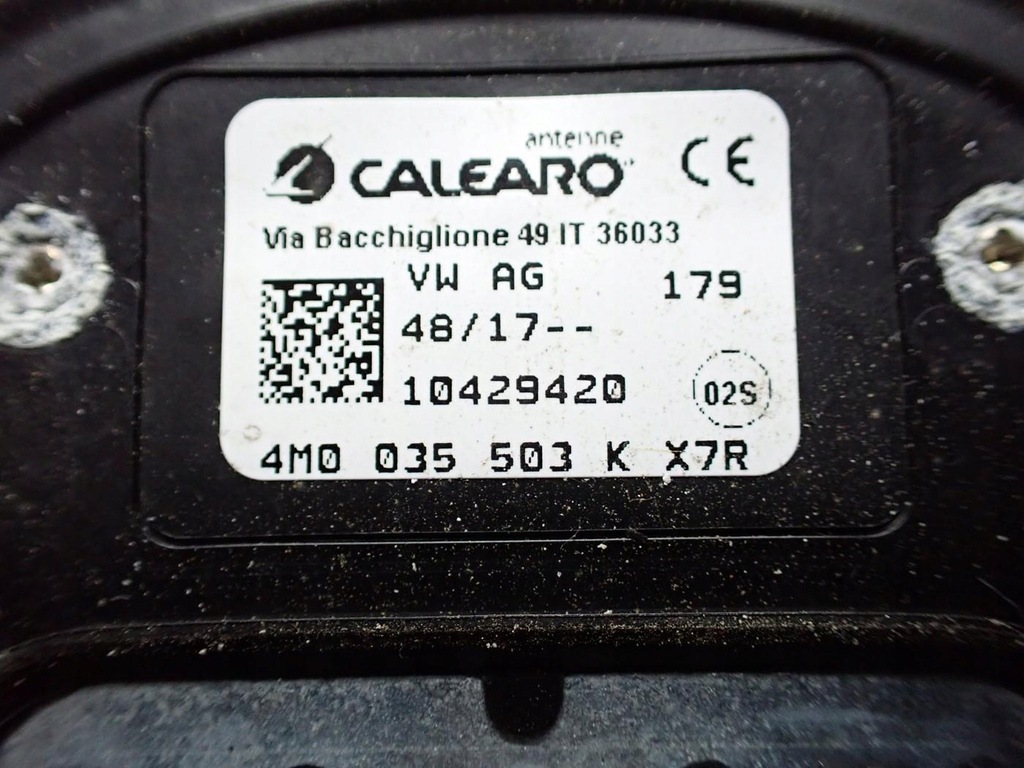 antenne
CALEARO
CE
Via Bacchiglione 49 IT 36033
VW AG 179
48/17--
10429420 02S
4M0 035 503 K X7R